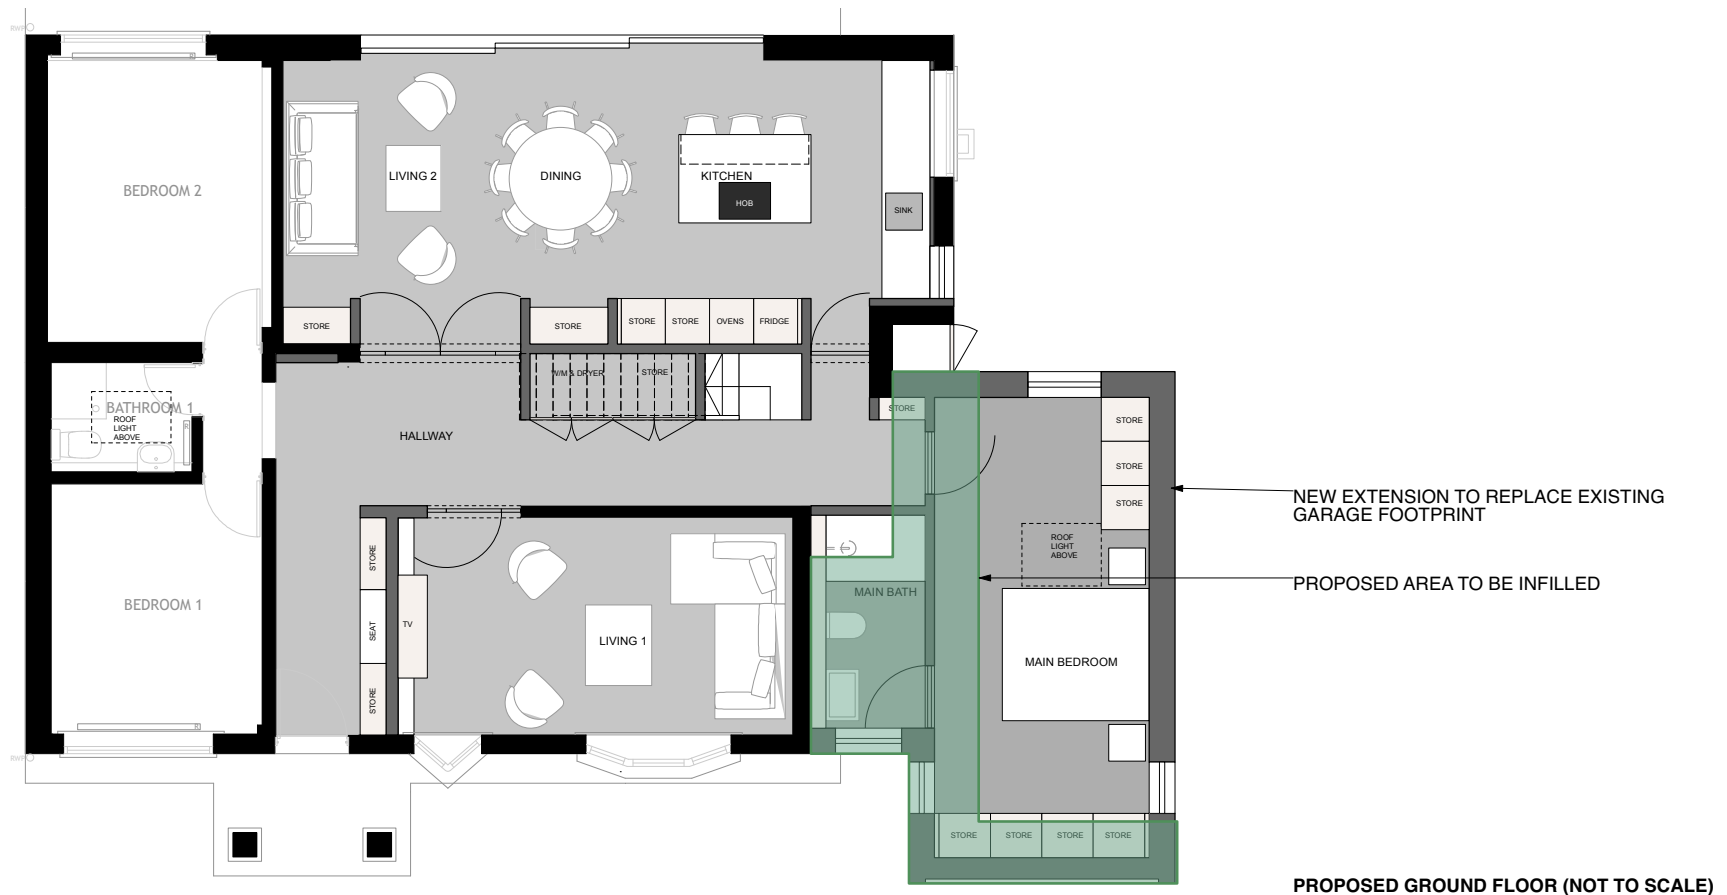 RWP
BEDROOM 2
LIVING 2
DINING
KITCHEN
HOB
SINK
STORE
STORE
STORE
STORE
OVENS
FRIDGE
W/M & DRYER
STORE
BATHROOM 1
ROOF
LIGHT
ABOVE
HALLWAY
STORE
STORE
STORE
STORE
NEW EXTENSION TO REPLACE EXISTING
GARAGE FOOTPRINT
ROOF
LIGHT
ABOVE
STORE
PROPOSED AREA TO BE INFILLED
MAIN BATH
BEDROOM 1
SEAT
TV
LIVING 1
MAIN BEDROOM
STORE
RWP
STORE
STORE
STORE
STORE
PROPOSED GROUND FLOOR (NOT TO SCALE)